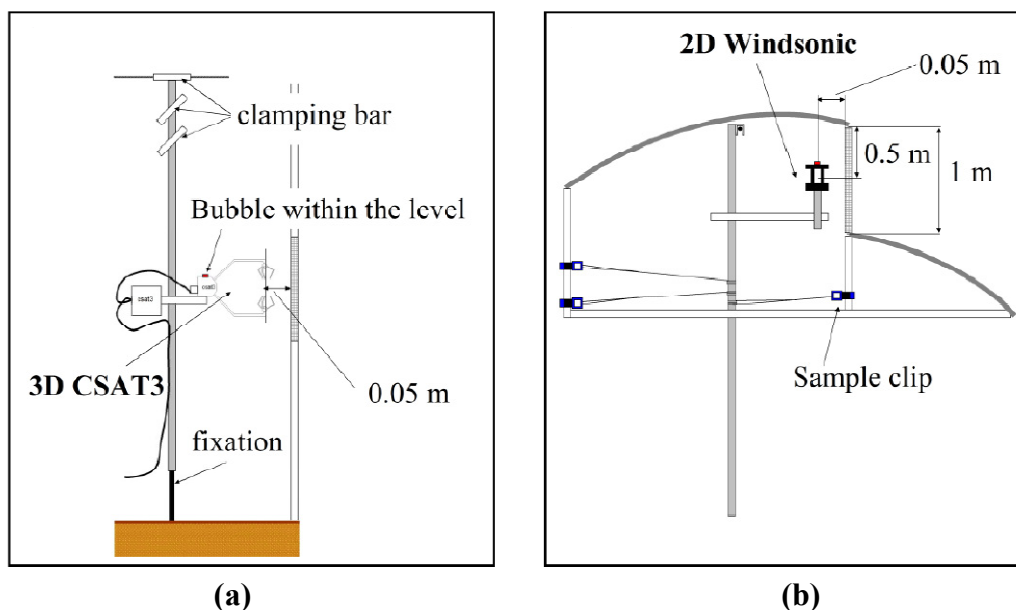 clamping bar
Bubble within the level
csat3
3D CSAT3
0.05 m
fixation
(a)
2D Windsonic
0.05 m
0.5 m
1 m
Sample clip
(b)